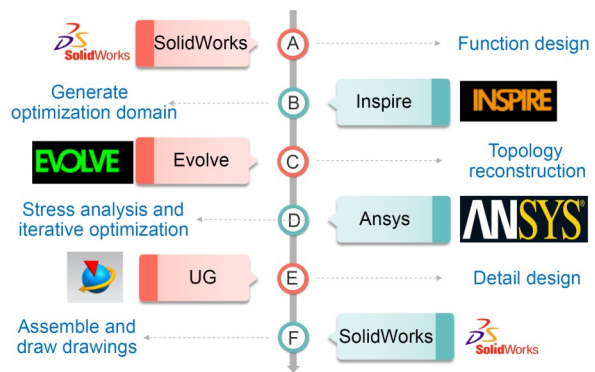 SolidWorks
SolidWorks
A
Function design
Generate
optimization domain
B
Inspire
INSPIRE
EVOLVE
Evolve
C
Topology
reconstruction
Stress analysis and
iterative optimization
D
Ansys
ANSYS®
UG
E
Detail design
Assemble and
draw drawings
F
SolidWorks
SolidWorks